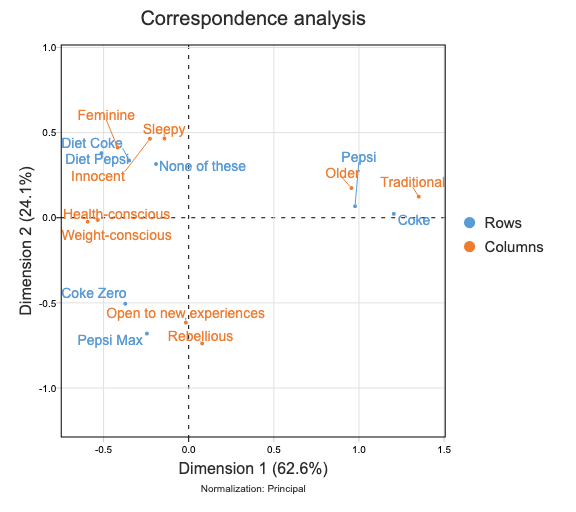 Correspondence analysis
1.0
Feminine
Sleepy
0.5
Diet Coke
Pepsi
Diet Pepsi
None of these
Older
Innocent
Traditional
Health-conscious
0.0
Coke
Rows
Weight-conscious
Columns
Dimension 2 (24.1%)
Coke Zero
-0.5
Open to new experiences
Rebellious
Pepsi Max
-1.0
-0.5
0.0
0.5
1.0
1.5
Dimension 1 (62.6%)
Normalization: Principal